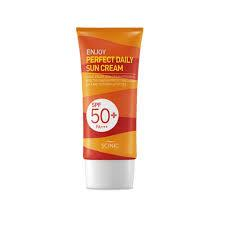 ENJOY
PERFECT DAILY
SUN CREAM
SPF
50+
PA+++
SCINIC